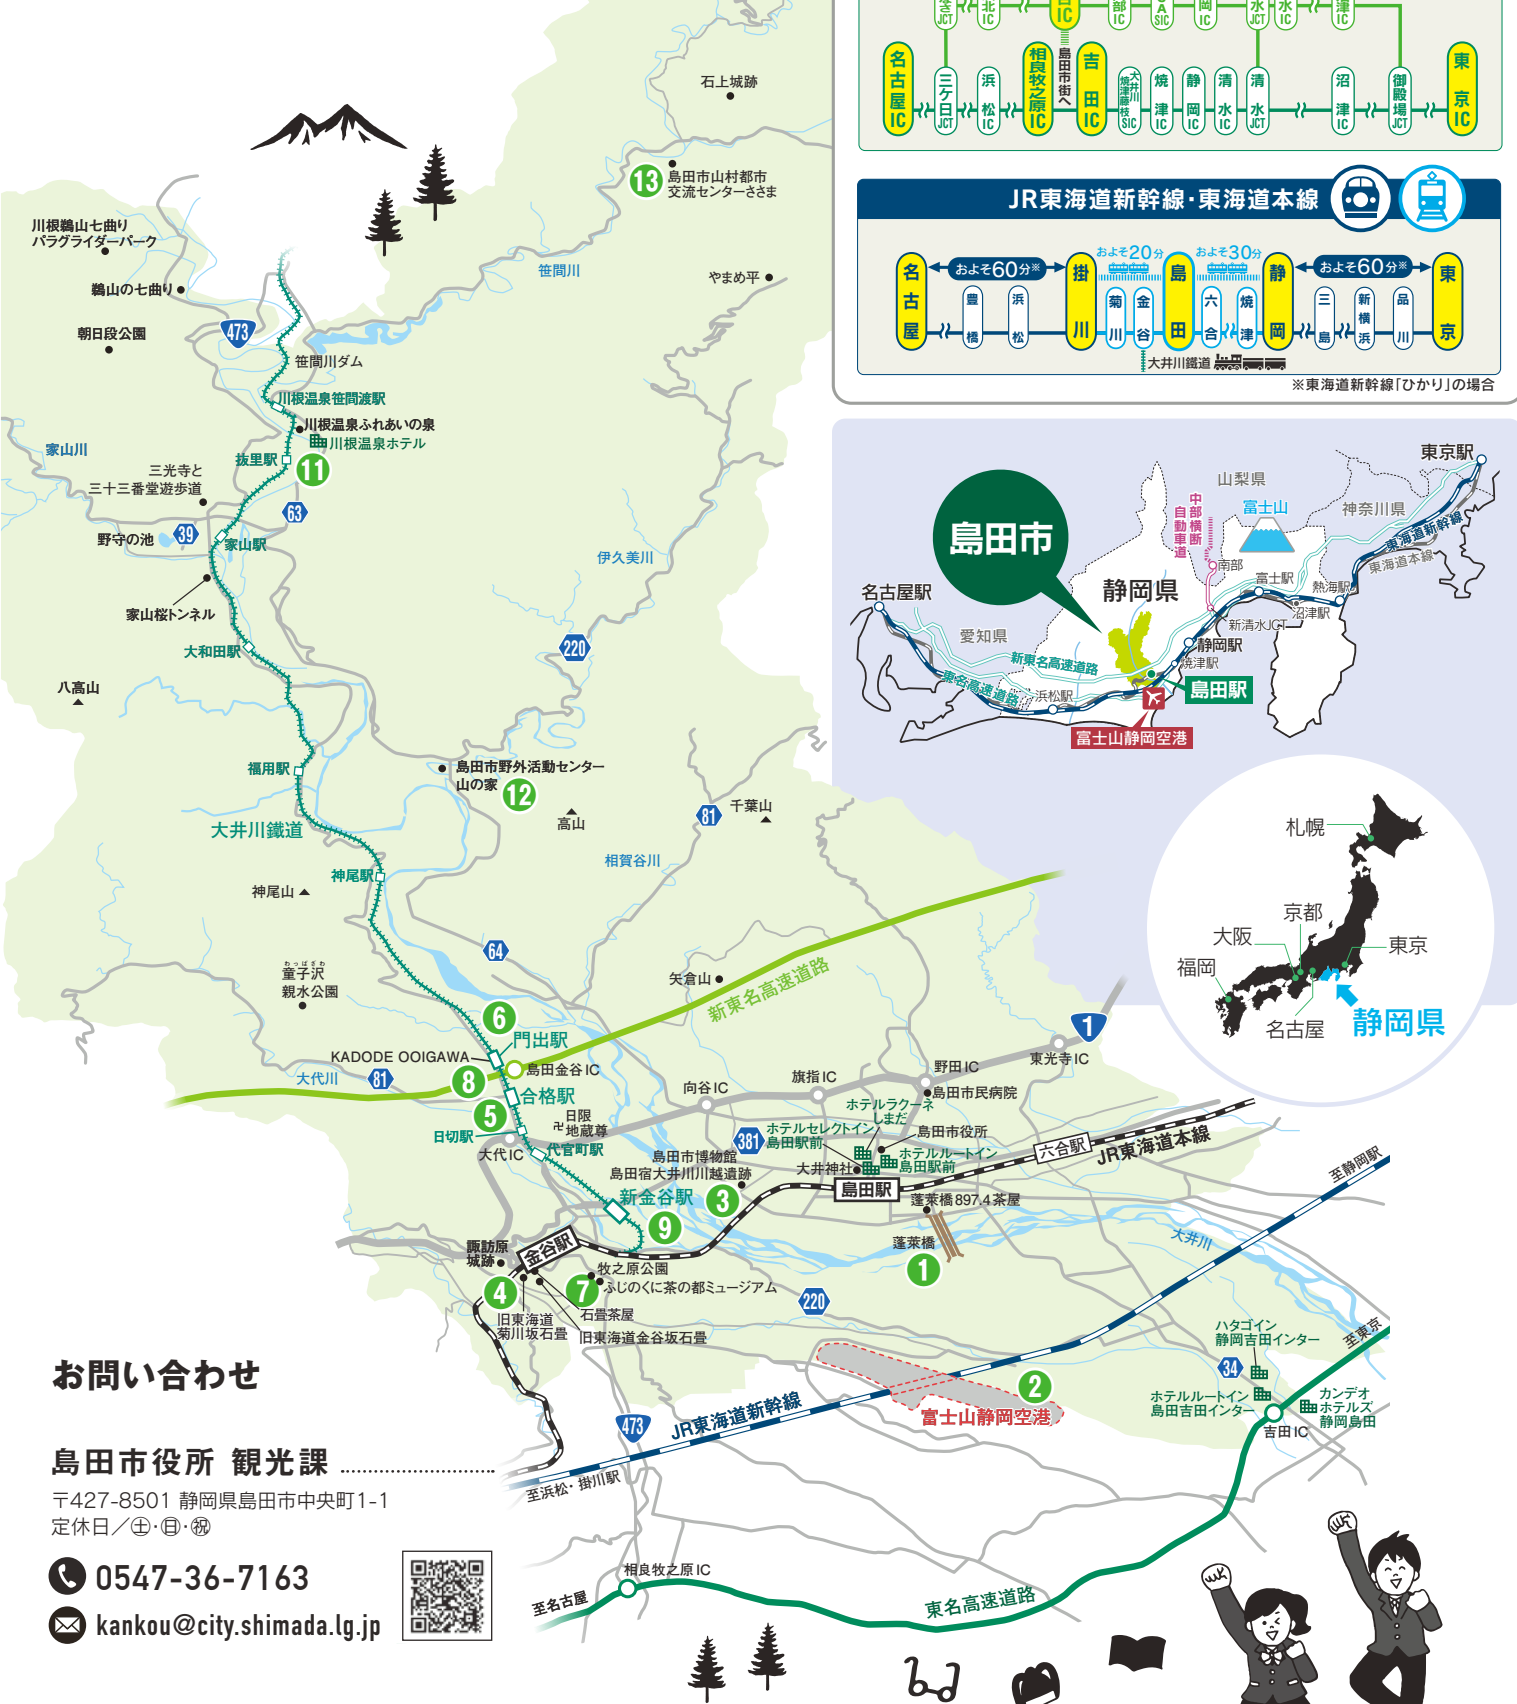 名古屋IC
三ケ日JCT
浜松IC
相良牧之原IC
島田市街へ
吉田IC
大井川焼津藤枝SIC
焼津IC
静岡IC
清水IC
清水JCT
沼津IC
御殿場JCT
東京IC
JR東海道新幹線・東海道本線
およそ60分※
およそ20分
およそ30分
およそ60分※
名古屋
豊橋
浜松
掛川
菊川
金谷
島田
六合
焼津
静岡
三島
新横浜
品川
東京
大井川鐵道
※東海道新幹線「ひかり」の場合
石上城跡
13
島田市山村都市
交流センターささま
川根鵜山七曲り
パラグライダーパーク
鵜山の七曲り
朝日段公園
473
笹間川
やまめ平
笹間川ダム
川根温泉笹間渡駅
川根温泉ふれあいの泉
川根温泉ホテル
家山川
抜里駅
11
三光寺と
三十三番堂遊歩道
63
野守の池
39
家山駅
家山桜トンネル
伊久美川
220
大和田駅
八高山
福用駅
島田市野外活動センター
山の家
12
高山
81
千葉山
大井川鐵道
相賀谷川
神尾駅
神尾山
64
矢倉山
新東名高速道路
わっぱざわ
童子沢
親水公園
6
門出駅
KADODE OOIGAWA
島田金谷IC
大代川
81
8
合格駅
5
日限
地蔵尊
日切駅
大代IC
代官町駅
向谷IC
旗指IC
野田IC
東光寺IC
1
島田市民病院
ホテルラクーネ
しまだ
381
ホテルセレクトイン
島田駅前
島田市役所
ホテルルートイン
島田駅前
大井神社
島田駅
六合駅
JR東海道本線
島田市博物館
島田宿大井川川越遺跡
3
新金谷駅
9
蓬萊橋897.4茶屋
蓬萊橋
1
大井川
至静岡駅
諏訪原
城跡
金谷駅
4
7
牧之原公園
ふじのくに茶の都ミュージアム
石畳茶屋
旧東海道
菊川坂石畳
旧東海道金谷坂石畳
220
ハタゴイン
静岡吉田インター
至東京
34
2
富士山静岡空港
ホテルルートイン
島田吉田インター
カンデオ
ホテルズ
静岡島田
吉田IC
473
JR東海道新幹線
至浜松・掛川駅
相良牧之原IC
至名古屋
東名高速道路
島田市
東京駅
山梨県
富士山
神奈川県
中部横断
自動車道
東海道新幹線
東海道本線
南部
富士駅
熱海駅
沼津駅
新清水JCT
静岡県
名古屋駅
愛知県
新東名高速道路
東名高速道路
静岡駅
焼津駅
浜松駅
島田駅
富士山静岡空港
札幌
京都
大阪
東京
福岡
名古屋
静岡県
お問い合わせ
島田市役所 観光課
〒427-8501 静岡県島田市中央町1-1
定休日／㊏・㊐・㊗
0547-36-7163
kankou@city.shimada.lg.jp